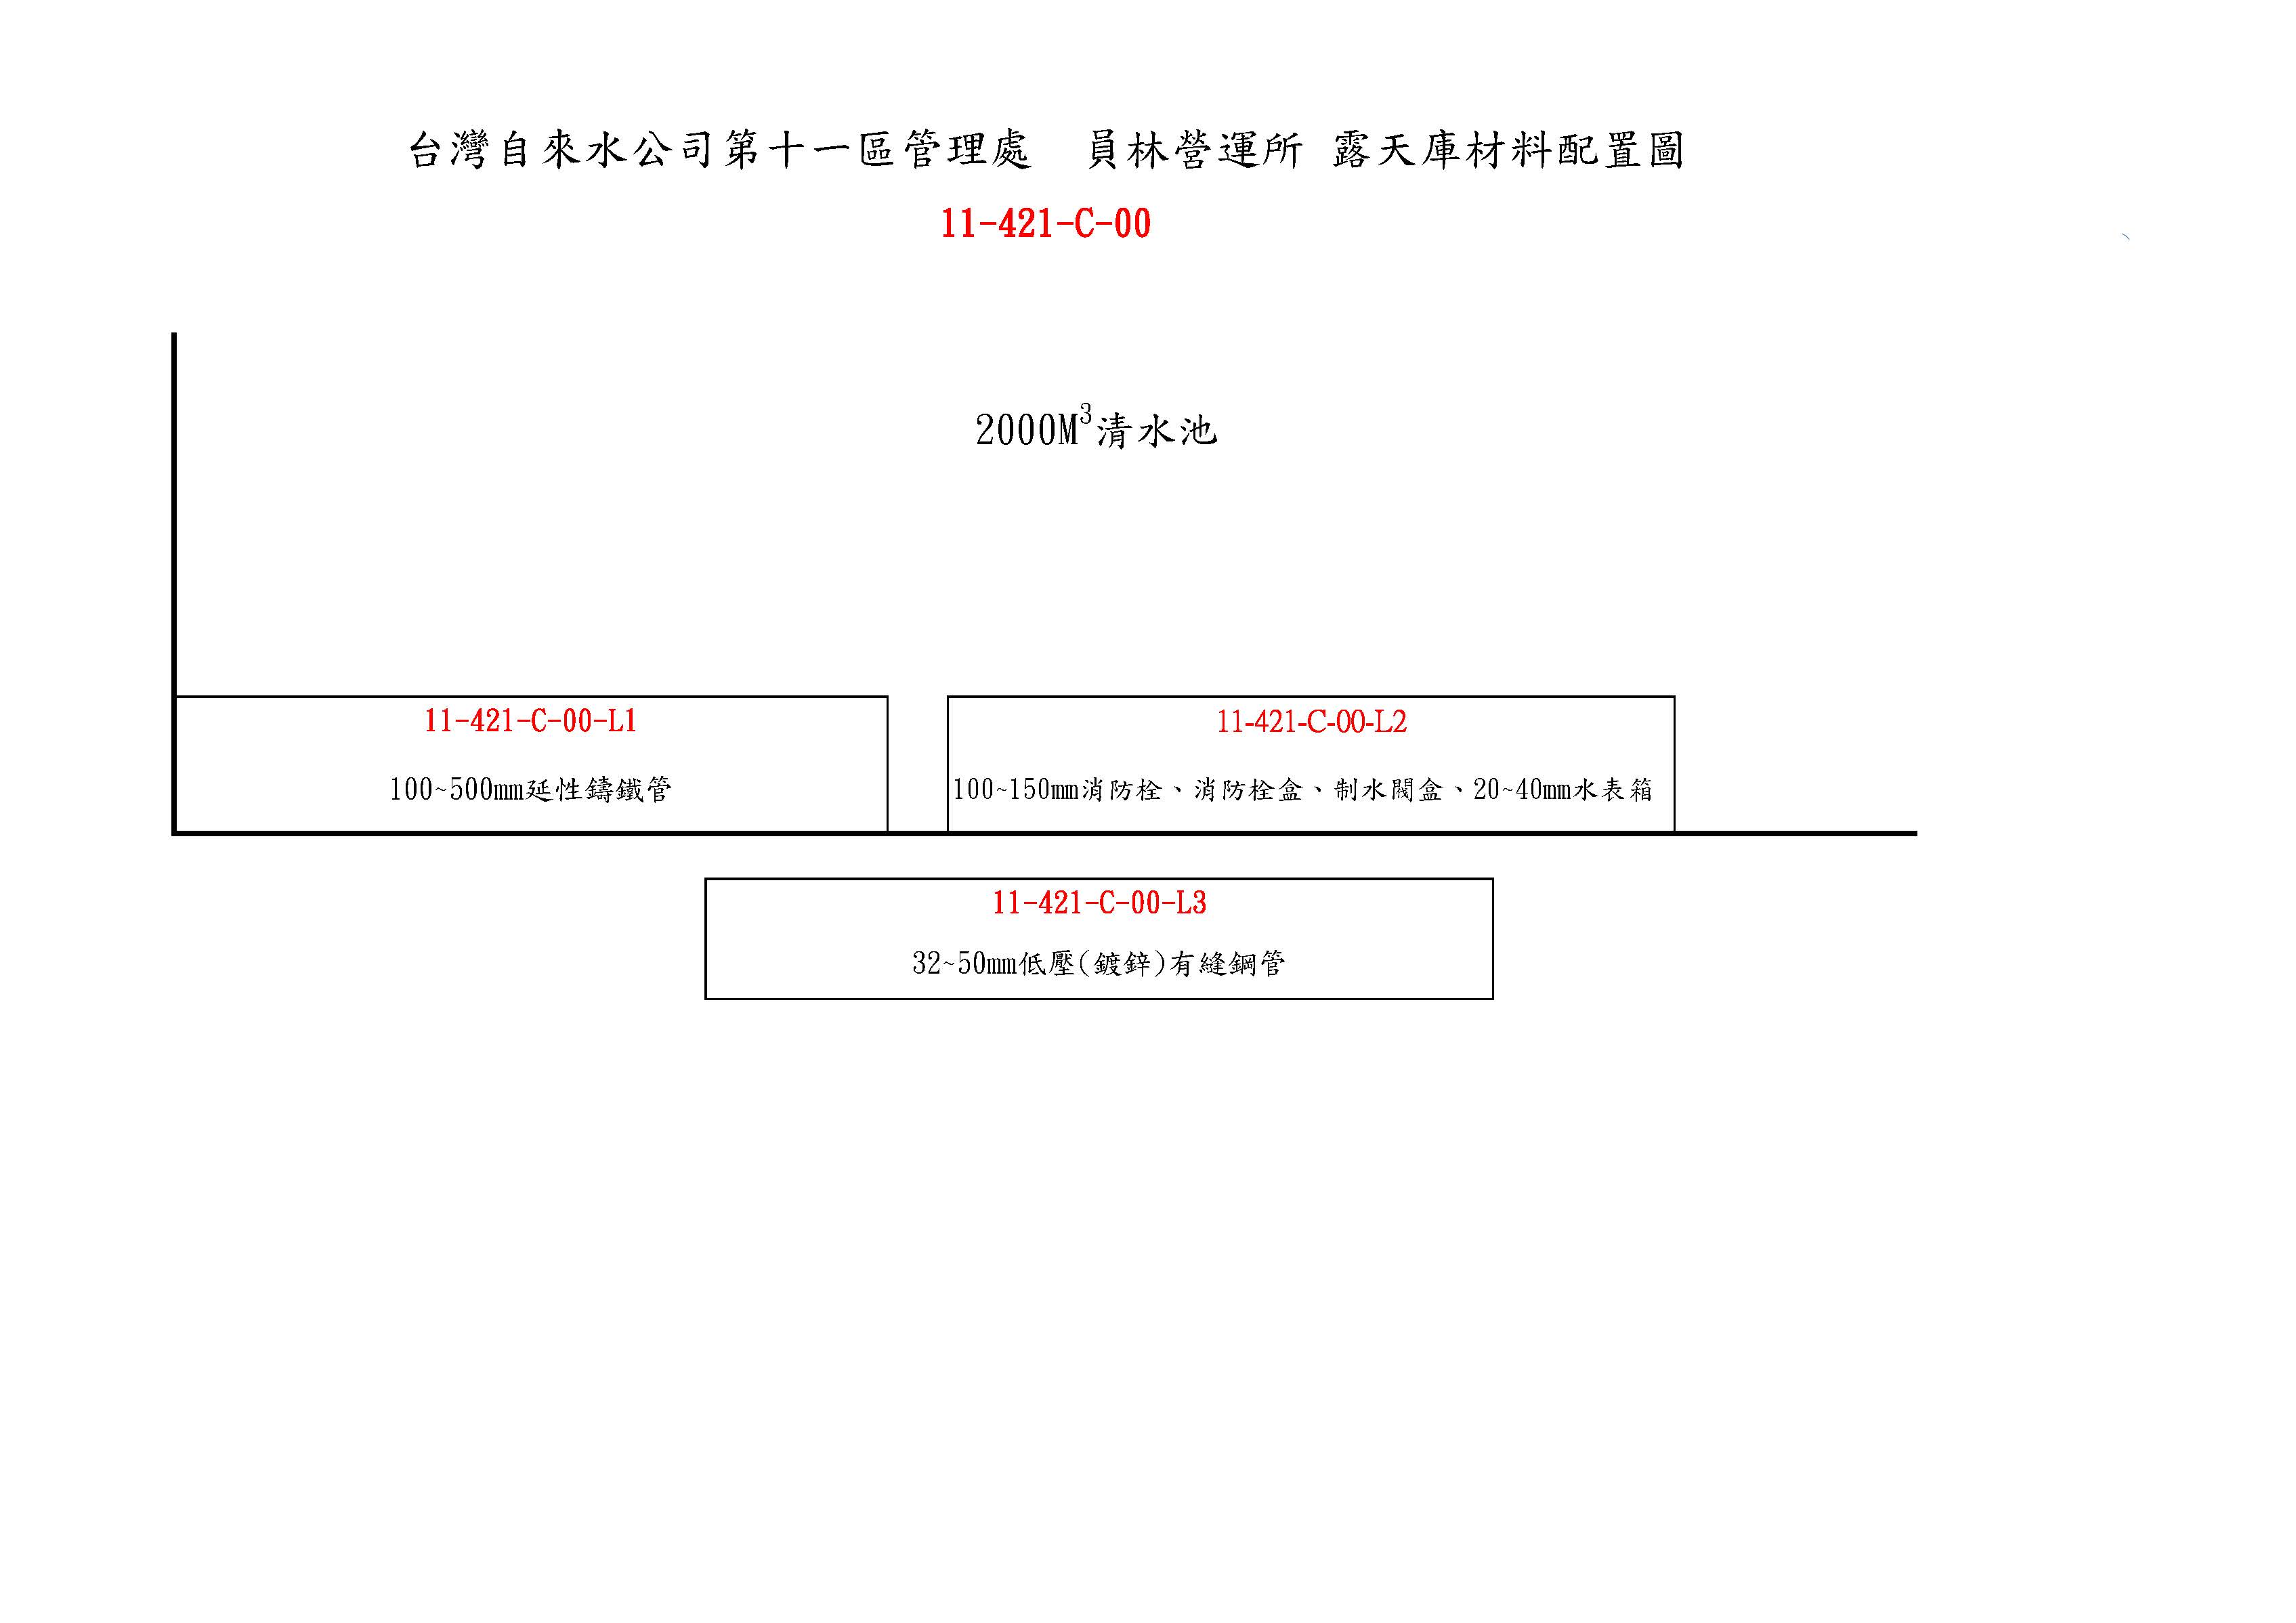 台灣自來水公司第十一區管理處　員林營運所 露天庫材料配置圖
11-421-C-00
2000M³清水池
11-421-C-00-L1
100~500mm延性鑄鐵管
11-421-C-00-L2
100~150mm消防栓、消防栓盒、制水閥盒、20~40mm水表箱
11-421-C-00-L3
32~50mm低壓(鍍鋅)有縫鋼管